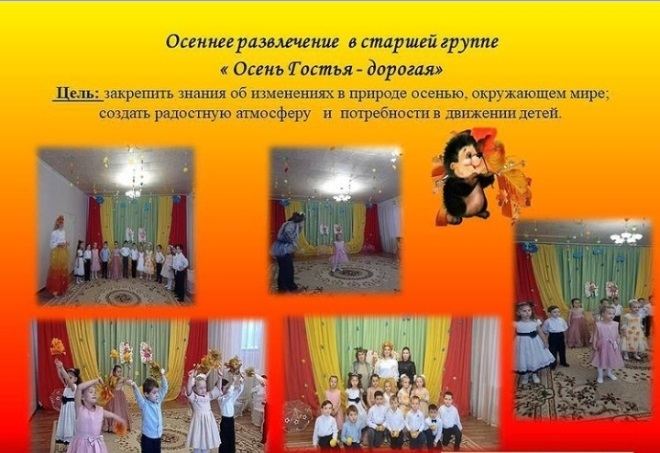 Осеннее развлечение в старшей группе
« Осень Гостья - дорогая»
Цель: закрепить знания об изменениях в природе осенью, окружающем мире;
создать радостную атмосферу и потребности в движении детей.